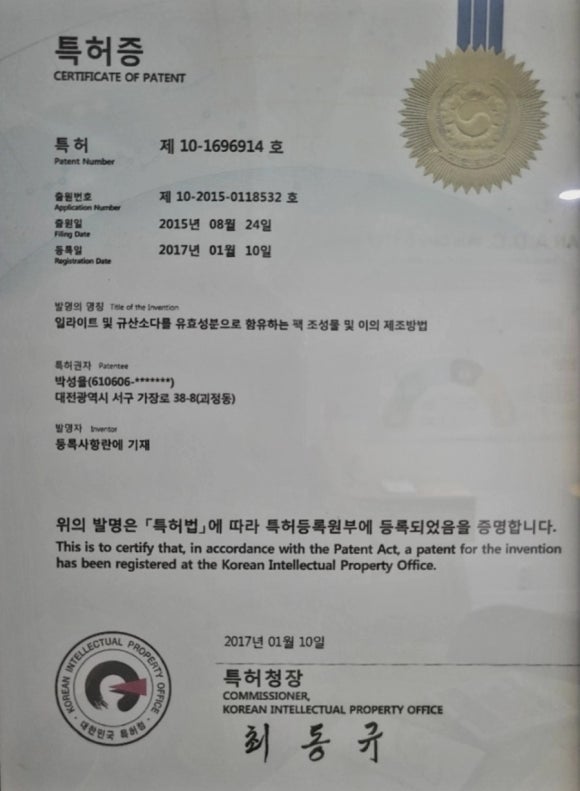 특허증
CERTIFICATE OF PATENT
특허 제 10-1696914 호
Patent Number
출원번호 제 10-2015-0118532 호
Application Number
출원일 2015년 08월 24일
Filing Date
등록일 2017년 01월 10일
Registration Date
발명의 명칭 Title of the Invention
일라이트 및 규산소다를 유효성분으로 함유하는 팩 조성물 및 이의 제조방법
특허권자 Patentee
박성율(610606-*******)
대전광역시 서구 가장로 38-8(괴정동)
발명자 Inventor
등록사항란에 기재
위의 발명은 「특허법」에 따라 특허등록원부에 등록되었음을 증명합니다.
This is to certify that, in accordance with the Patent Act, a patent for the invention
has been registered at the Korean Intellectual Property Office.
2017년 01월 10일
특허청장
COMMISSIONER,
KOREAN INTELLECTUAL PROPERTY OFFICE
최동규
KOREAN INTELLECTUAL PROPERTY OFFICE
대한민국 특허청